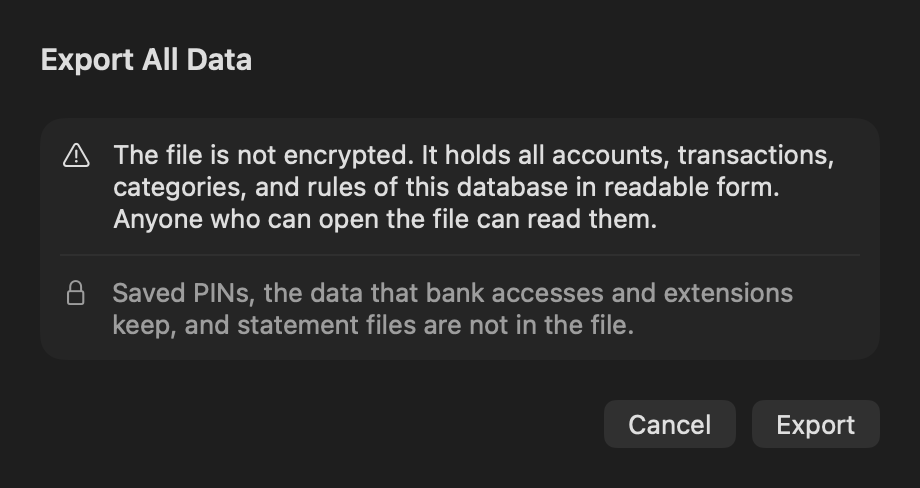 Export All Data
The file is not encrypted. It holds all accounts, transactions,
categories, and rules of this database in readable form.
Anyone who can open the file can read them.
Saved PINs, the data that bank accesses and extensions
keep, and statement files are not in the file.
Cancel
Export